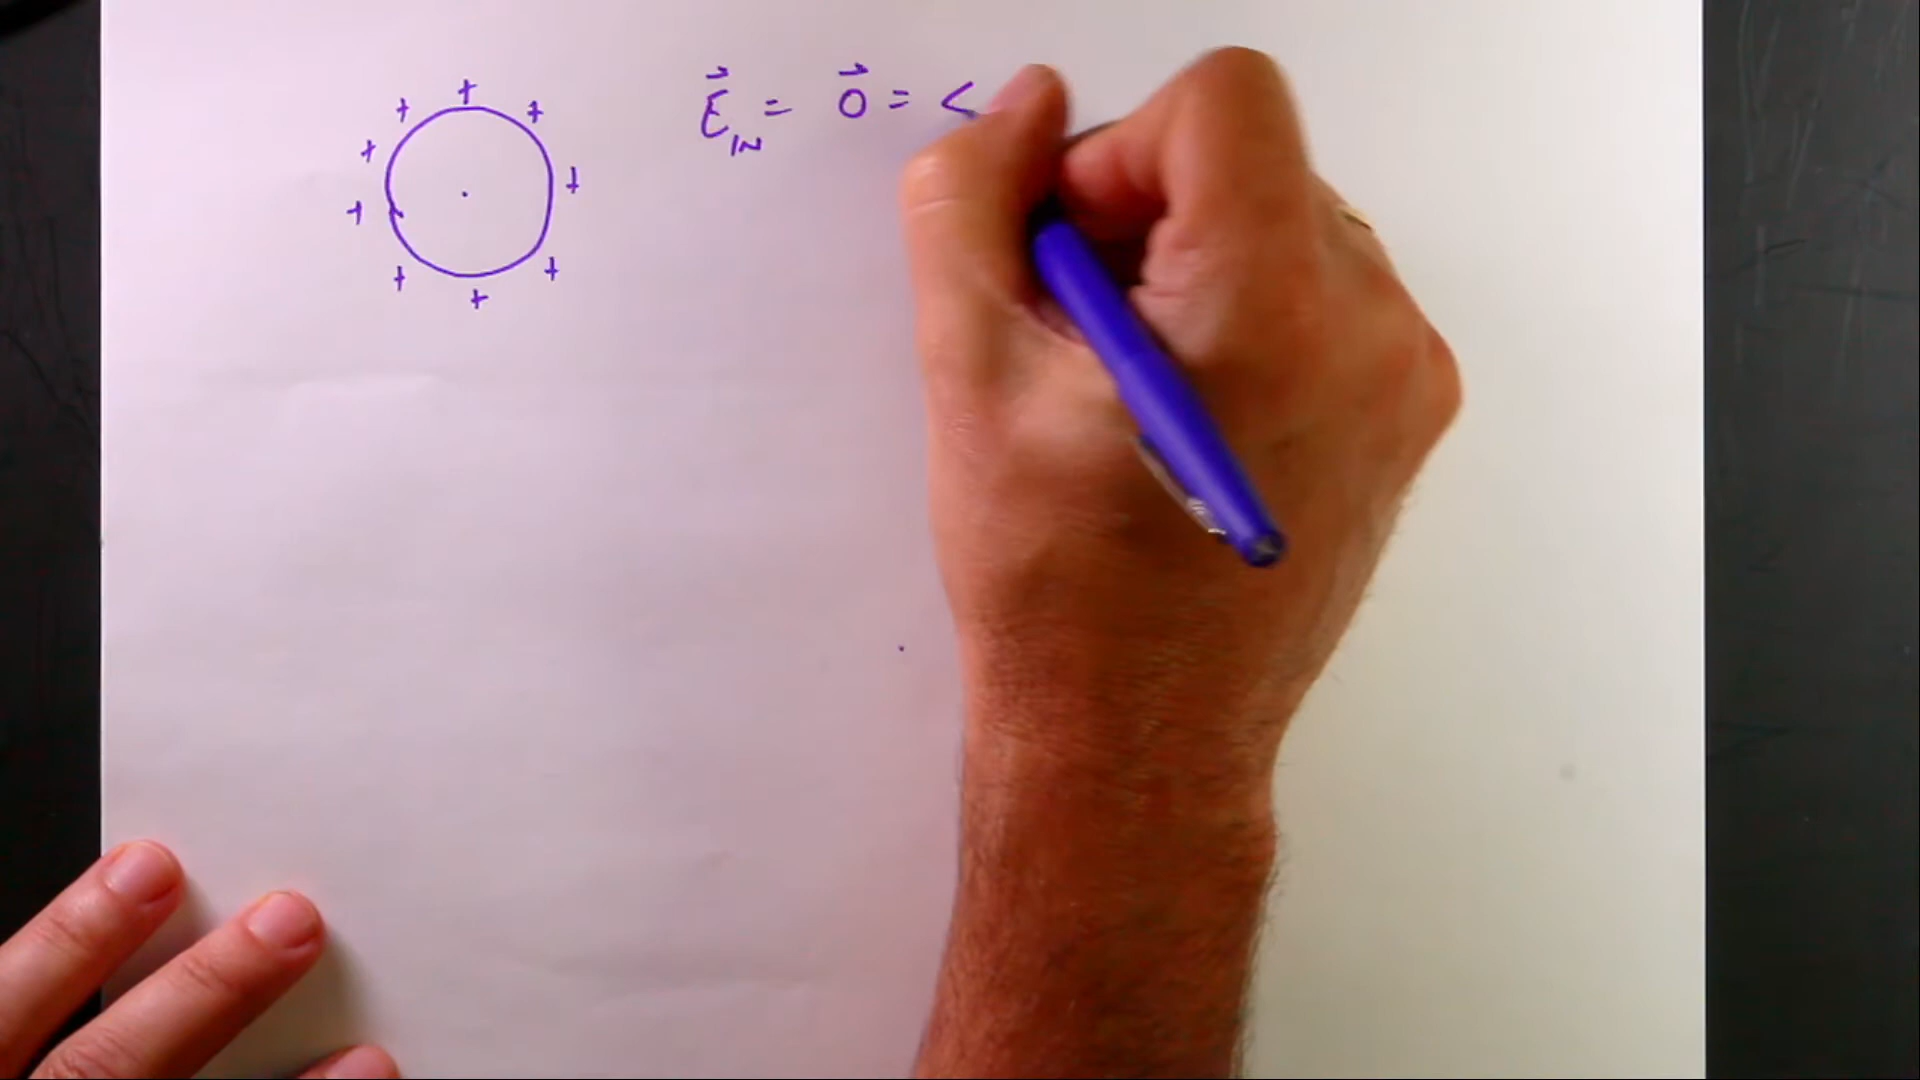 + + + + + + + + +
E⃗_IN = 0⃗ = <